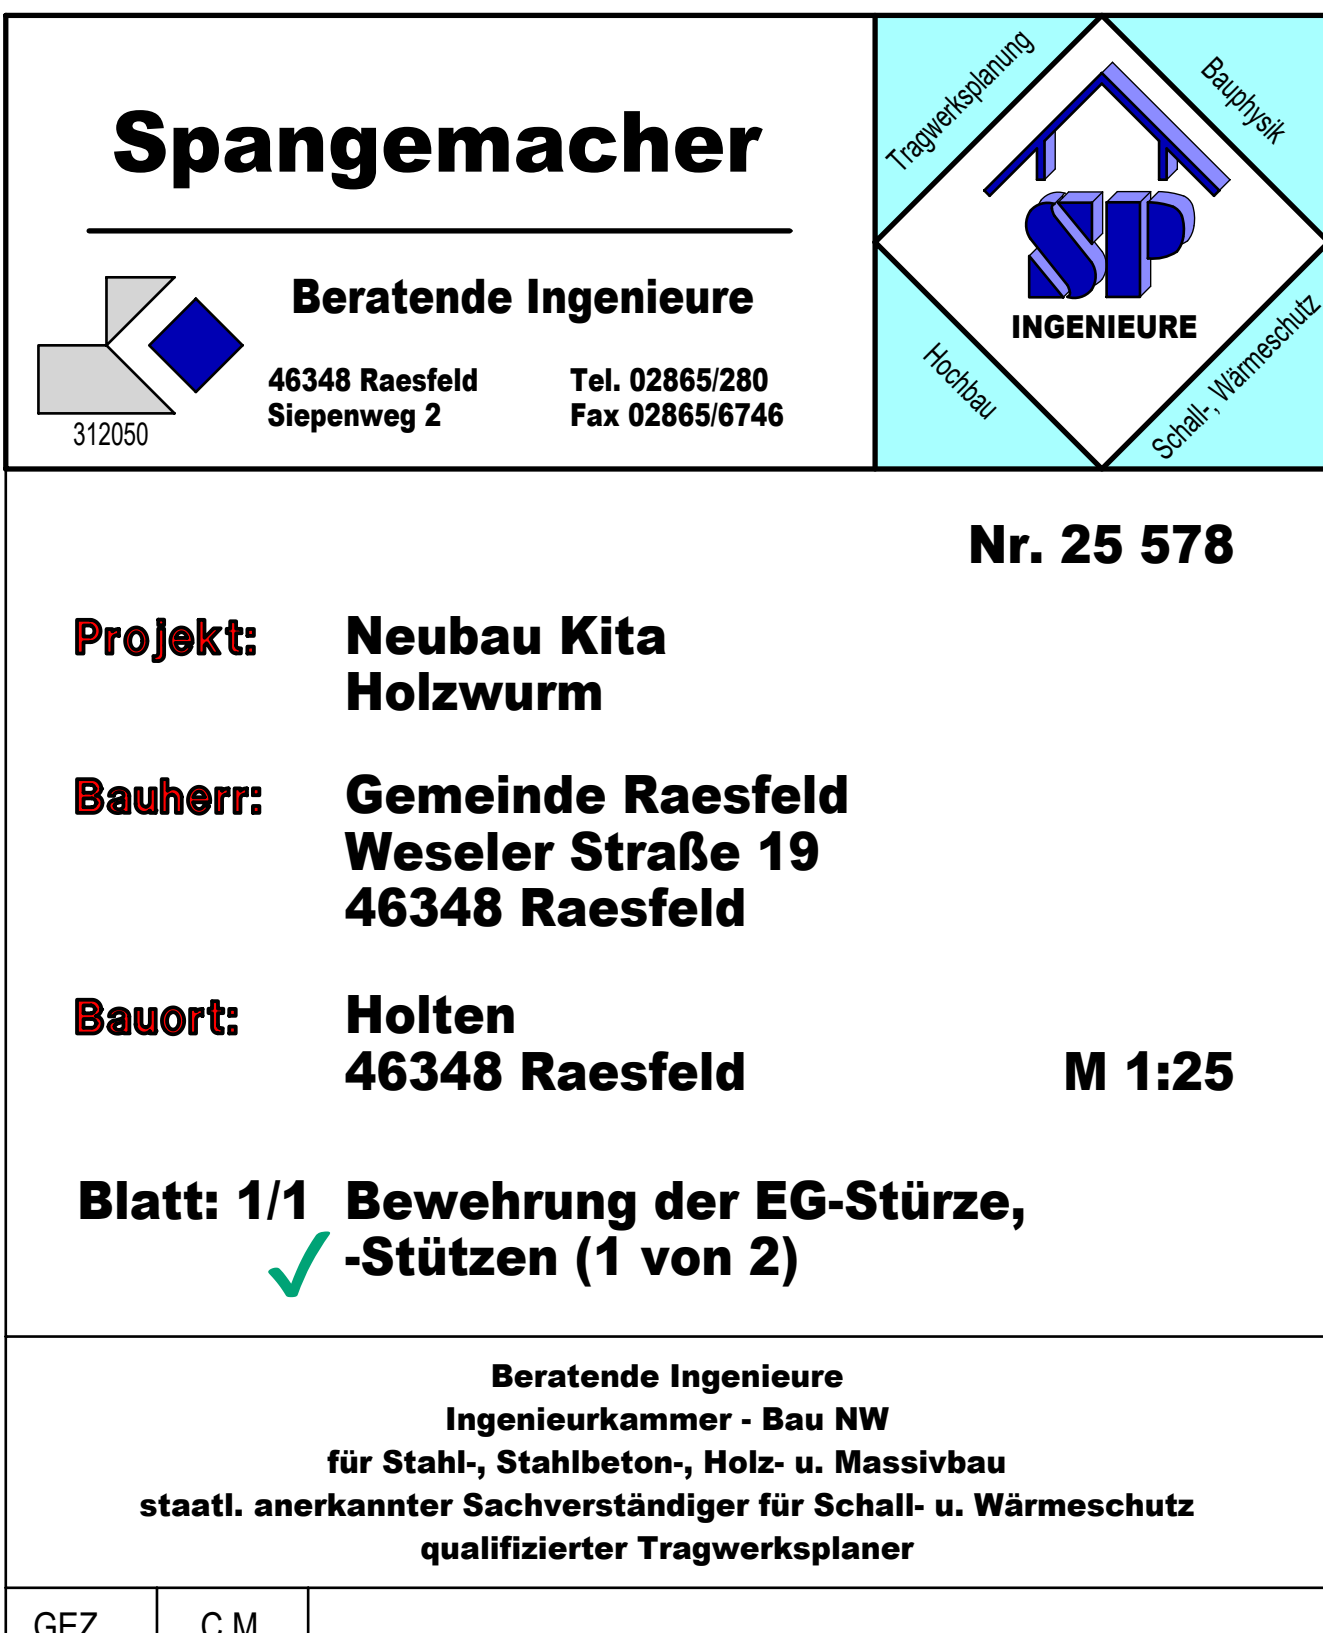 Spangemacher
Beratende Ingenieure
46348 Raesfeld Tel. 02865/280
Siepenweg 2 Fax 02865/6746
312050
Tragwerksplanung
Bauphysik
SP
INGENIEURE
Hochbau
Schall-, Wärmeschutz
Nr. 25 578
Projekt: Neubau Kita
Holzwurm
Bauherr: Gemeinde Raesfeld
Weseler Straße 19
46348 Raesfeld
Bauort: Holten
46348 Raesfeld M 1:25
Blatt: 1/1 Bewehrung der EG-Stürze,
-Stützen (1 von 2)
Beratende Ingenieure
Ingenieurkammer - Bau NW
für Stahl-, Stahlbeton-, Holz- u. Massivbau
staatl. anerkannter Sachverständiger für Schall- u. Wärmeschutz
qualifizierter Tragwerksplaner
GEZ. C.M.